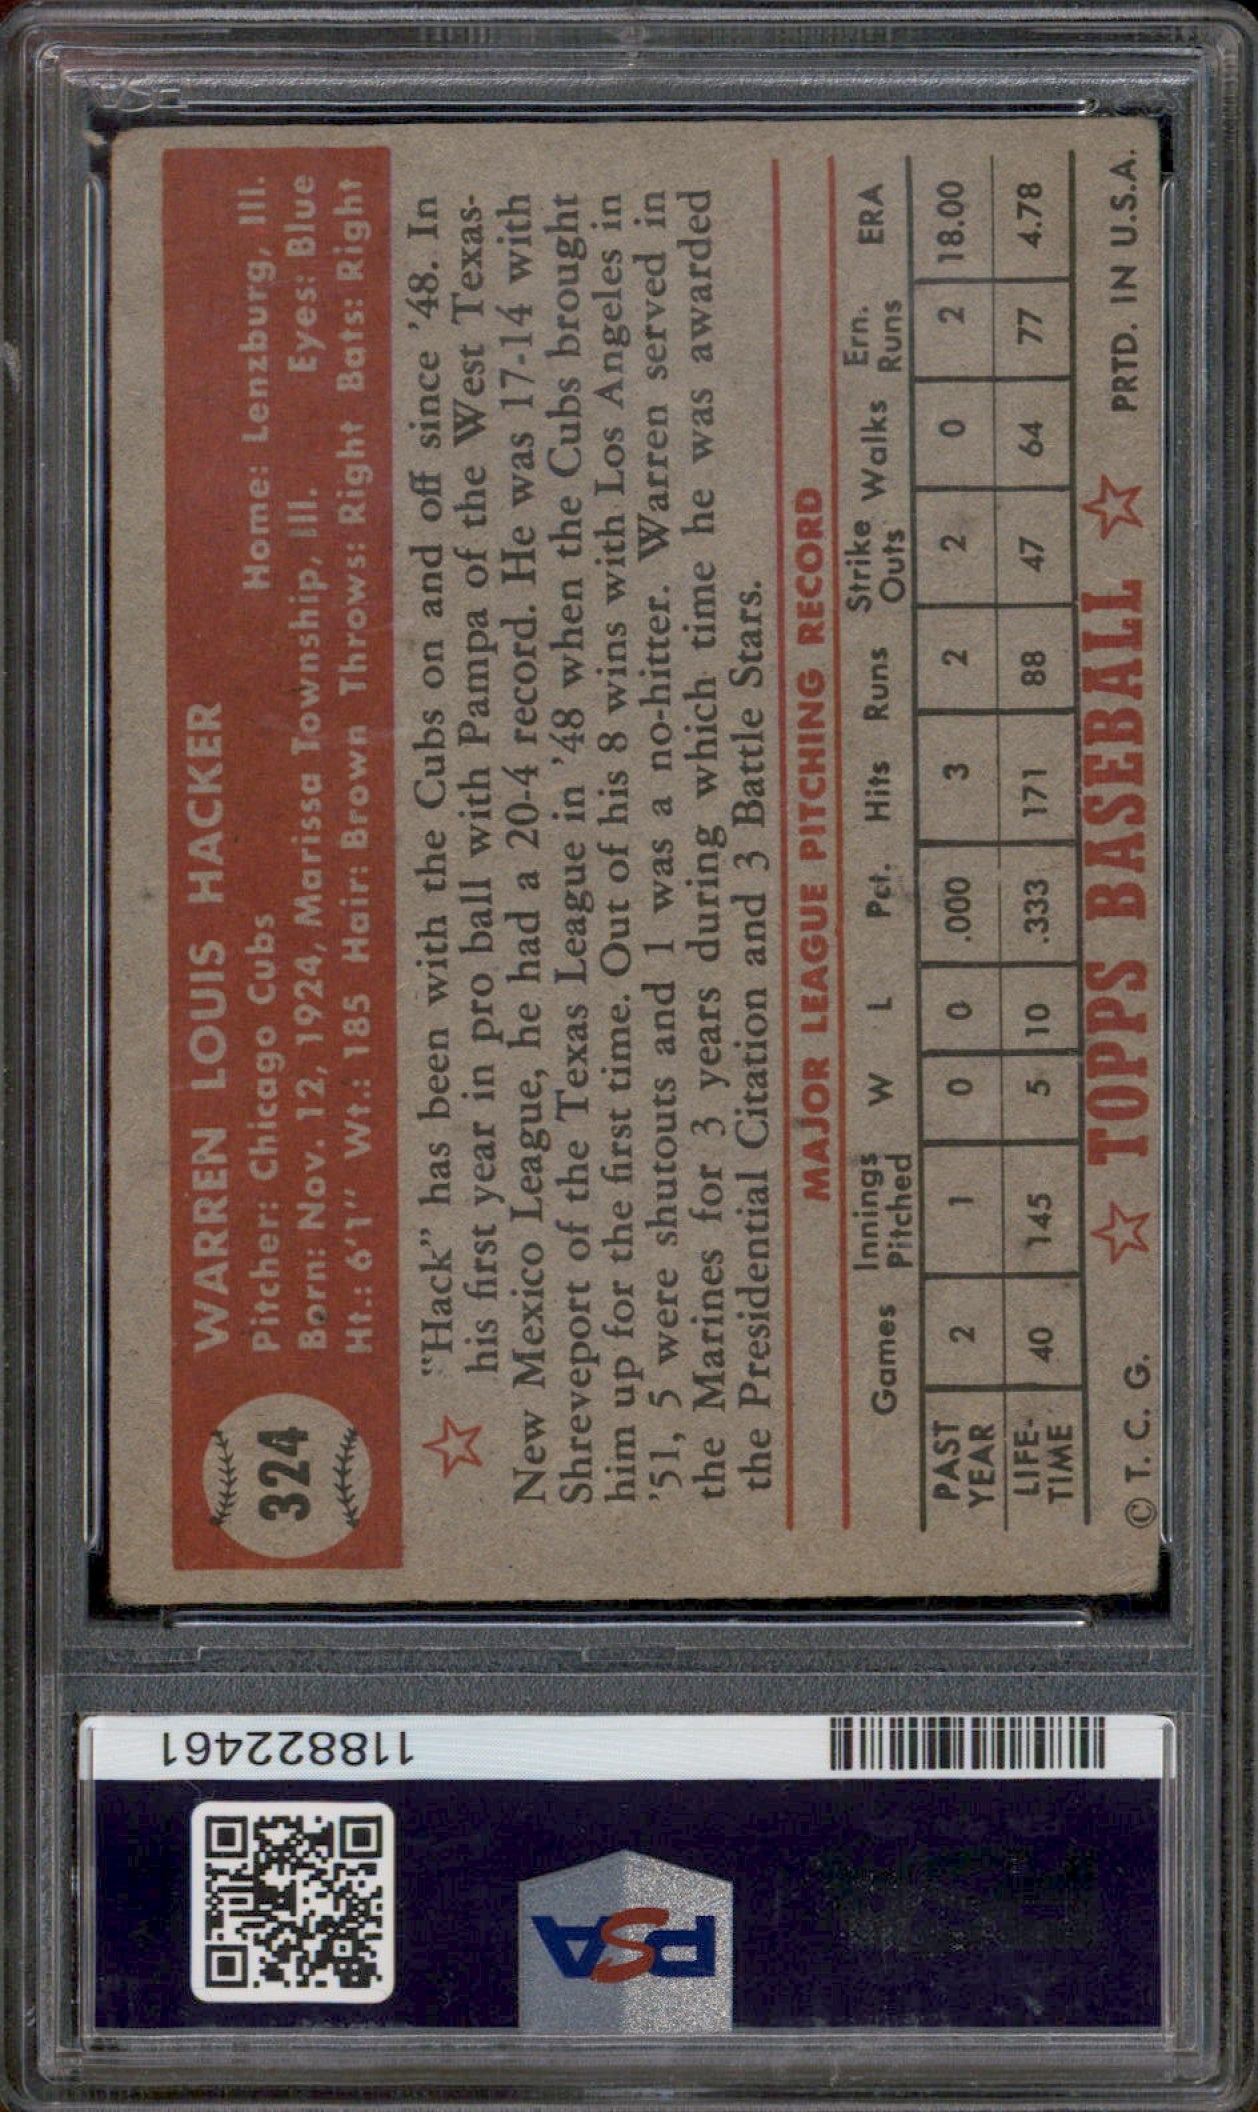 324
WARREN LOUIS HACKER
Pitcher: Chicago Cubs Home: Lenzburg, Ill.
Born: Nov. 12, 1924, Marissa Township, Ill. Eyes: Blue
Ht.: 6'1" Wt.: 185 Hair: Brown Throws: Right Bats: Right
"Hack" has been with the Cubs on and off since '48. In
his first year in pro ball with Pampa of the West Texas-
New Mexico League, he had a 20-4 record. He was 17-14 with
Shreveport of the Texas League in '48 when the Cubs brought
him up for the first time. Out of his 8 wins with Los Angeles in
'51, 5 were shutouts and 1 was a no-hitter. Warren served in
the Marines for 3 years during which time he was awarded
the Presidential Citation and 3 Battle Stars.
MAJOR LEAGUE PITCHING RECORD
Games Innings Pitched W L Pct. Hits Runs Strike Outs Walks Ern. Runs ERA
PAST YEAR 2 1 0 0 .000 3 2 2 0 2 18.00
LIFE-TIME 40 145 5 10 .333 171 88 47 64 77 4.78
© T. C. G. TOPPS BASEBALL PRTD. IN U.S.A.
118822461
PSA